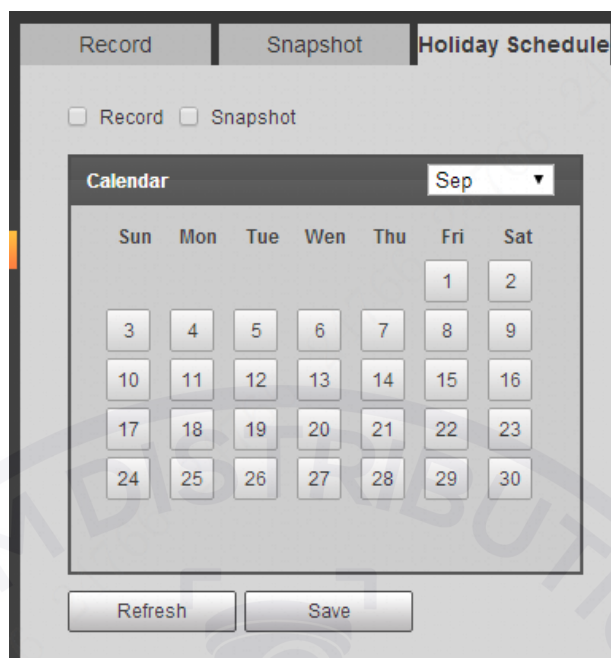 Record Snapshot Holiday Schedule
Record Snapshot
Calendar Sep
Sun Mon Tue Wen Thu Fri Sat
1 2
3 4 5 6 7 8 9
10 11 12 13 14 15 16
17 18 19 20 21 22 23
24 25 26 27 28 29 30
Refresh Save
M DISTRIBUTIO